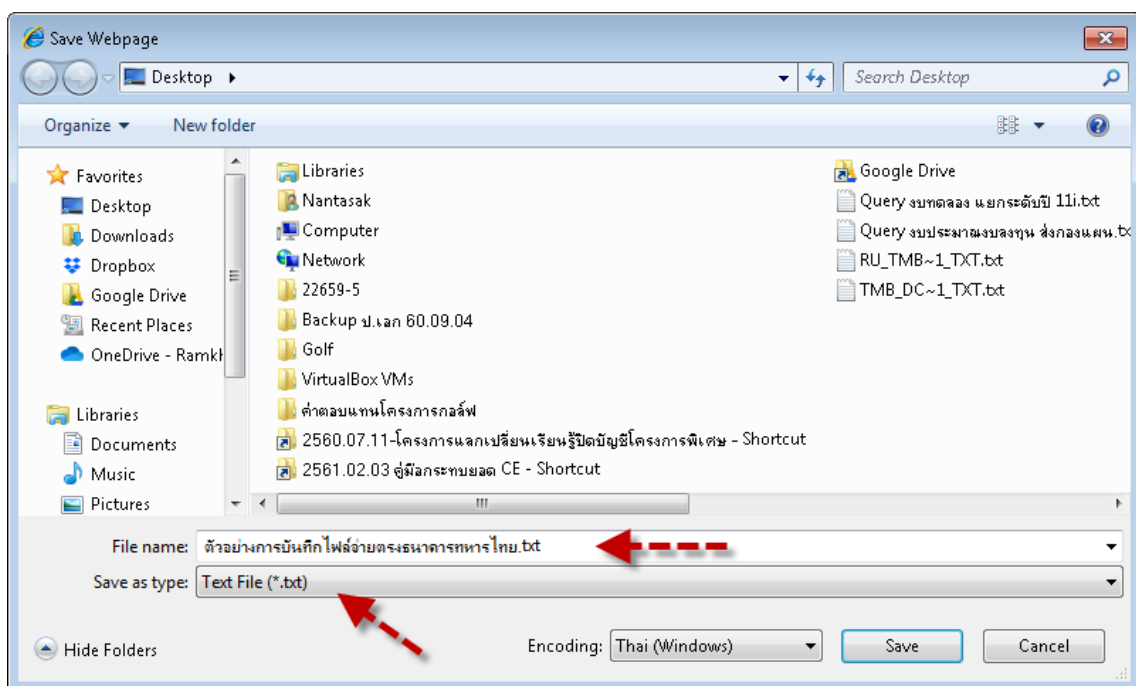 Save Webpage
Desktop
Search Desktop
Organize
New folder
Favorites
Desktop
Downloads
Dropbox
Google Drive
Recent Places
OneDrive - Ramkh
Libraries
Documents
Music
Pictures
Libraries
Nantasak
Computer
Network
22659-5
Backup ป.เอก 60.09.04
Golf
VirtualBox VMs
ค่าตอบแทนโครงการกอล์ฟ
2560.07.11-โครงการแลกเปลี่ยนเรียนรู้ปิดบัญชีโครงการพิเศษ - Shortcut
2561.02.03 คู่มือกระทบยอด CE - Shortcut
Google Drive
Query งบทดลอง แยกระดับปี 11i.txt
Query งบประมาณงบลงทุน ส่งกองแผน.tx
RU_TMB~1_TXT.txt
TMB_DC~1_TXT.txt
File name: ตัวอย่างการบันทึกไฟล์จ่ายตรงธนาคารทหารไทย.txt
Save as type: Text File (*.txt)
Hide Folders
Encoding: Thai (Windows)
Save
Cancel